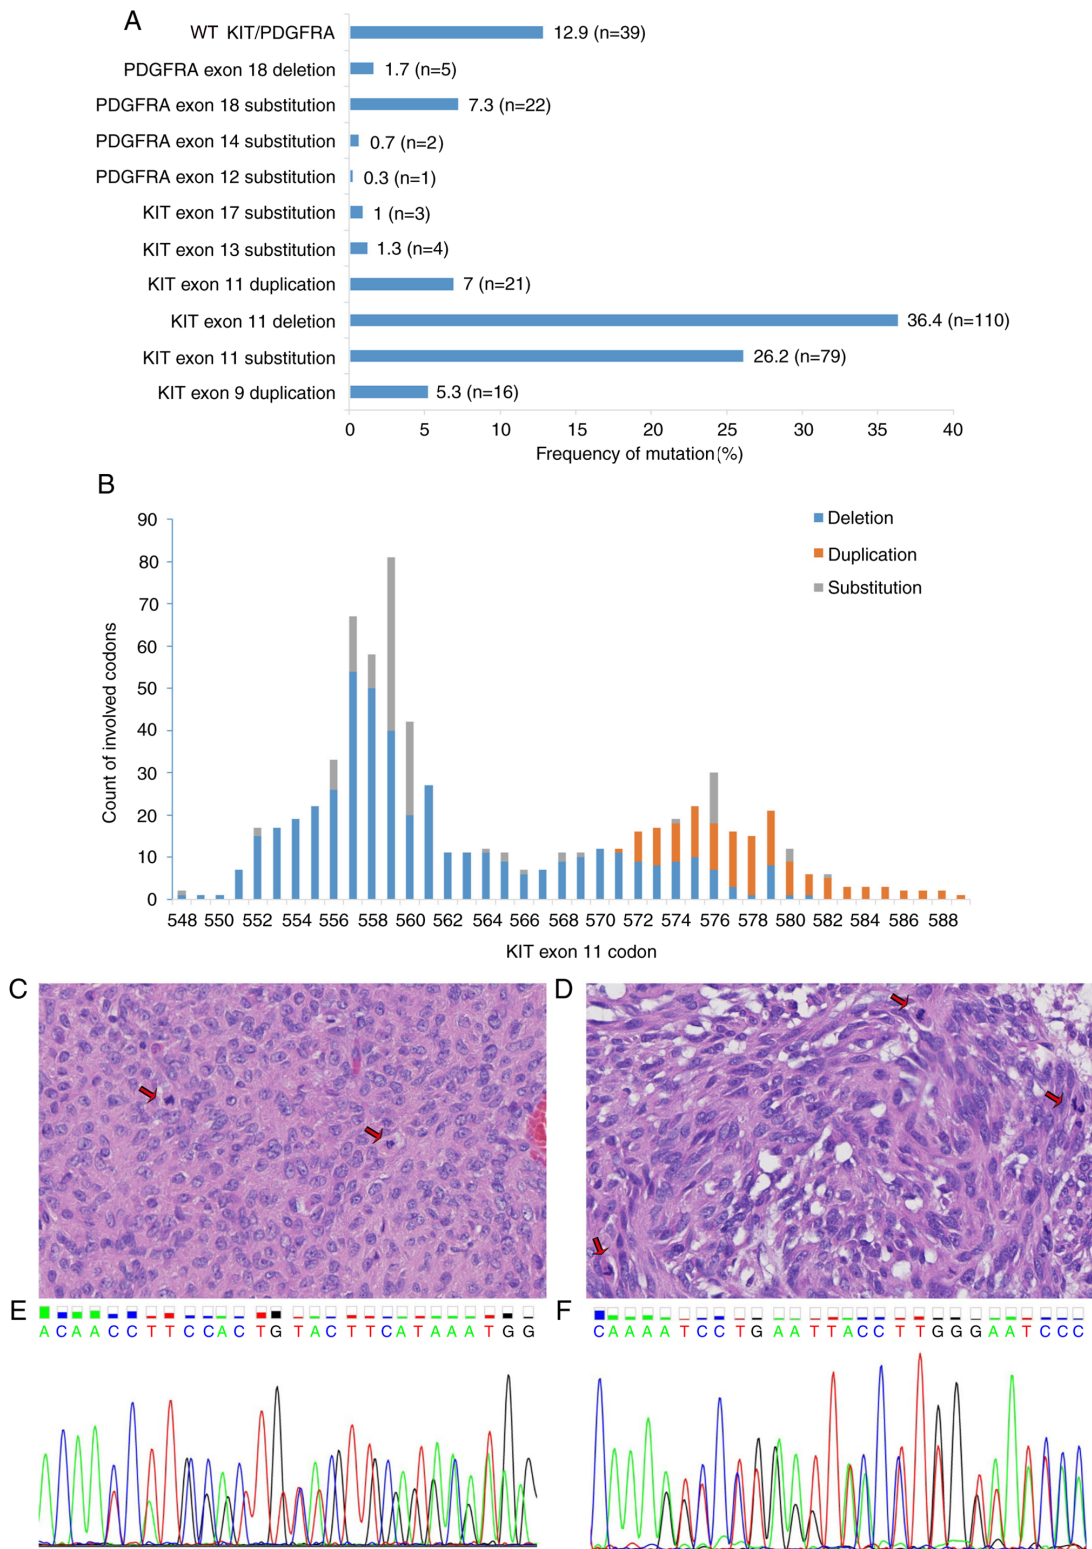 A
WT KIT/PDGFRA 12.9 (n=39)
PDGFRA exon 18 deletion 1.7 (n=5)
PDGFRA exon 18 substitution 7.3 (n=22)
PDGFRA exon 14 substitution 0.7 (n=2)
PDGFRA exon 12 substitution 0.3 (n=1)
KIT exon 17 substitution 1 (n=3)
KIT exon 13 substitution 1.3 (n=4)
KIT exon 11 duplication 7 (n=21)
KIT exon 11 deletion 36.4 (n=110)
KIT exon 11 substitution 26.2 (n=79)
KIT exon 9 duplication 5.3 (n=16)
0 5 10 15 20 25 30 35 40
Frequency of mutation(%)
B
90
80
70
60
50
40
30
20
10
0
Count of involved codons
Deletion
Duplication
Substitution
548 550 552 554 556 558 560 562 564 566 568 570 572 574 576 578 580 582 584 586 588
KIT exon 11 codon
C
D
E
A C A A C C T T C C A C T G T A C T T C A T A A A T G G
F
C A A A A T C C T G A A T T A C C T T G G G A A T C C C